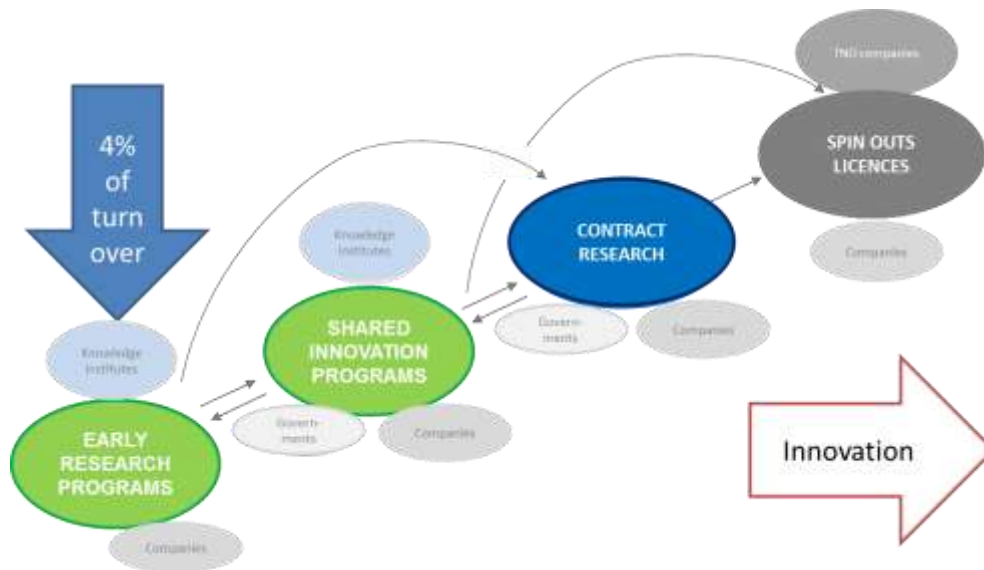 4%
of
turn
over
Knowledge
Institutes
EARLY
RESEARCH
PROGRAMS
Companies
Knowledge
Institutes
SHARED
INNOVATION
PROGRAMS
Govern-
ments
Companies
CONTRACT
RESEARCH
Govern-
ments
Companies
TNO companies
SPIN OUTS
LICENCES
Companies
Innovation